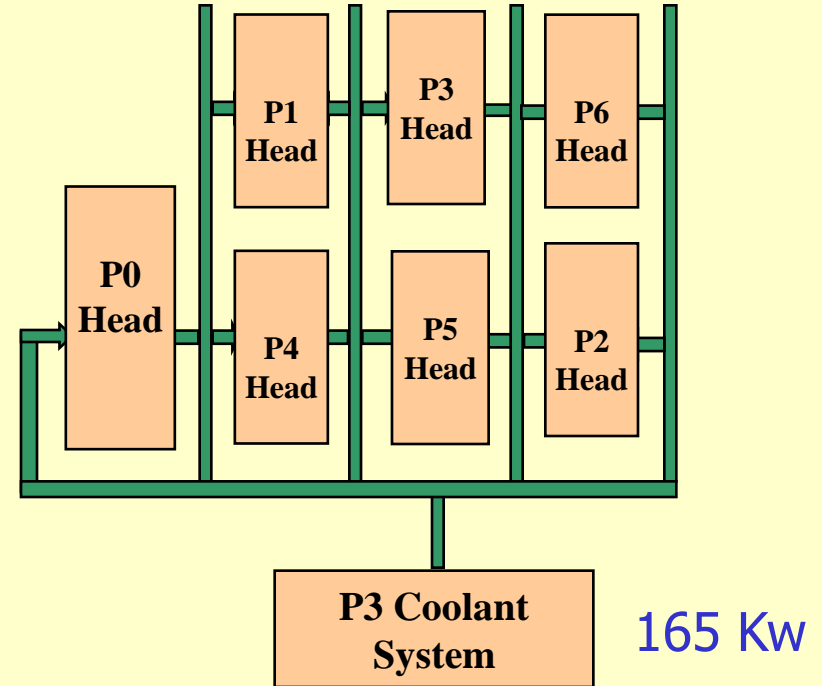 P1
Head
P3
Head
P6
Head
P0
Head
P4
Head
P5
Head
P2
Head
P3 Coolant
System
165 Kw